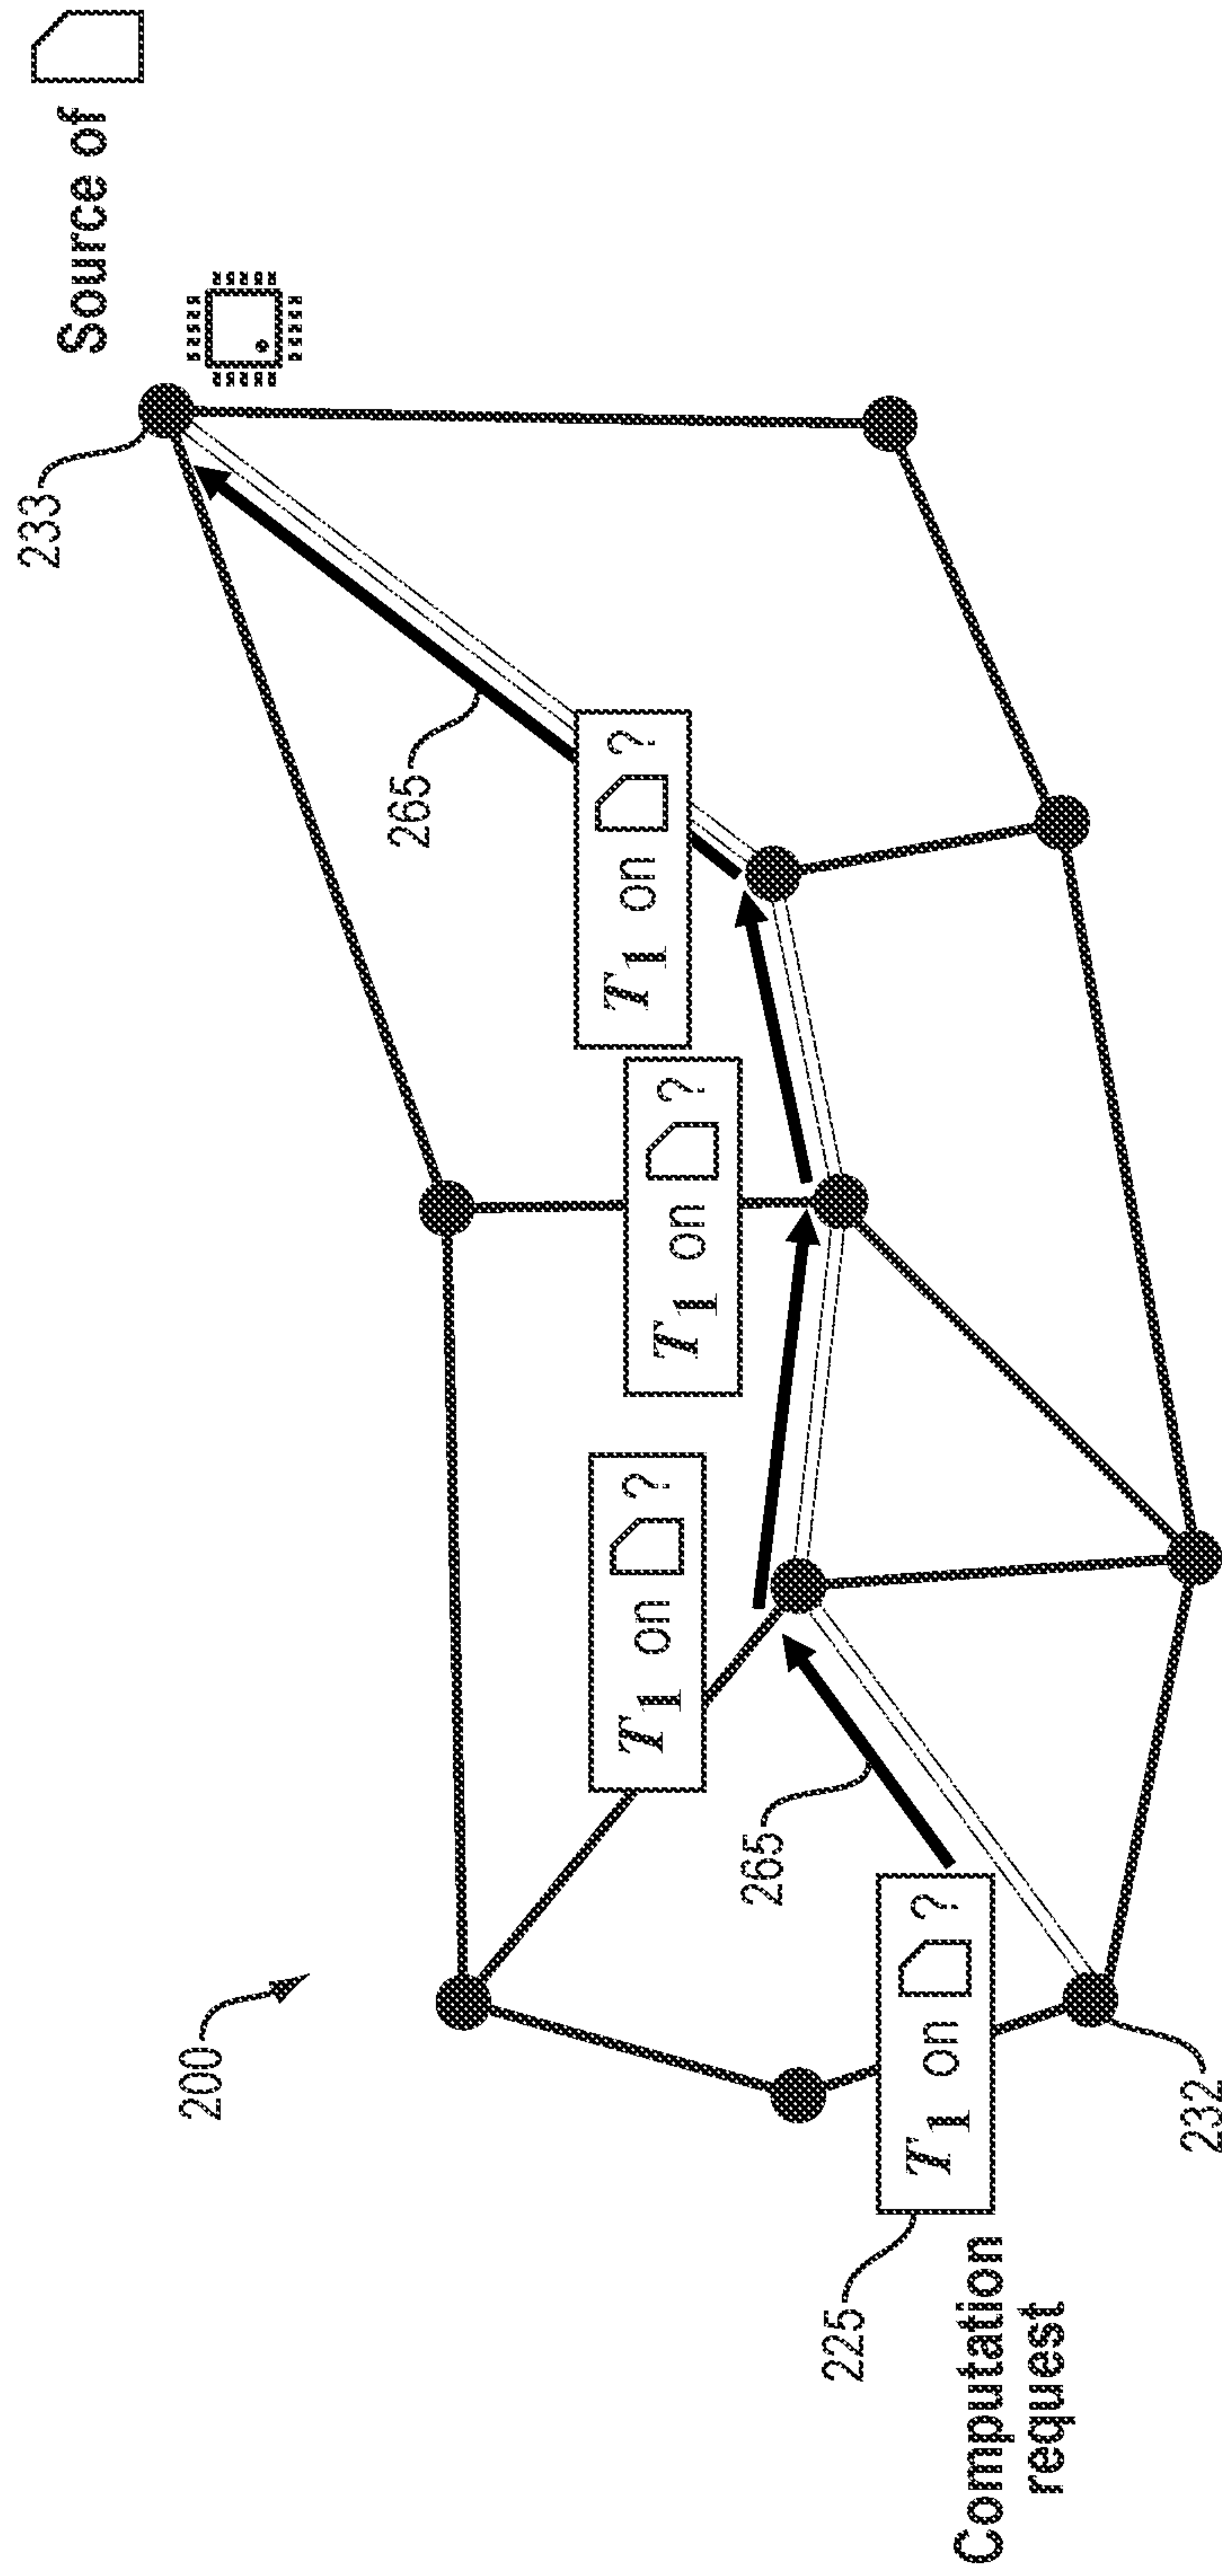 200
225
Computation
request
T1 on ?
232
265
T1 on ?
T1 on ?
T1 on ?
265
233
Source of